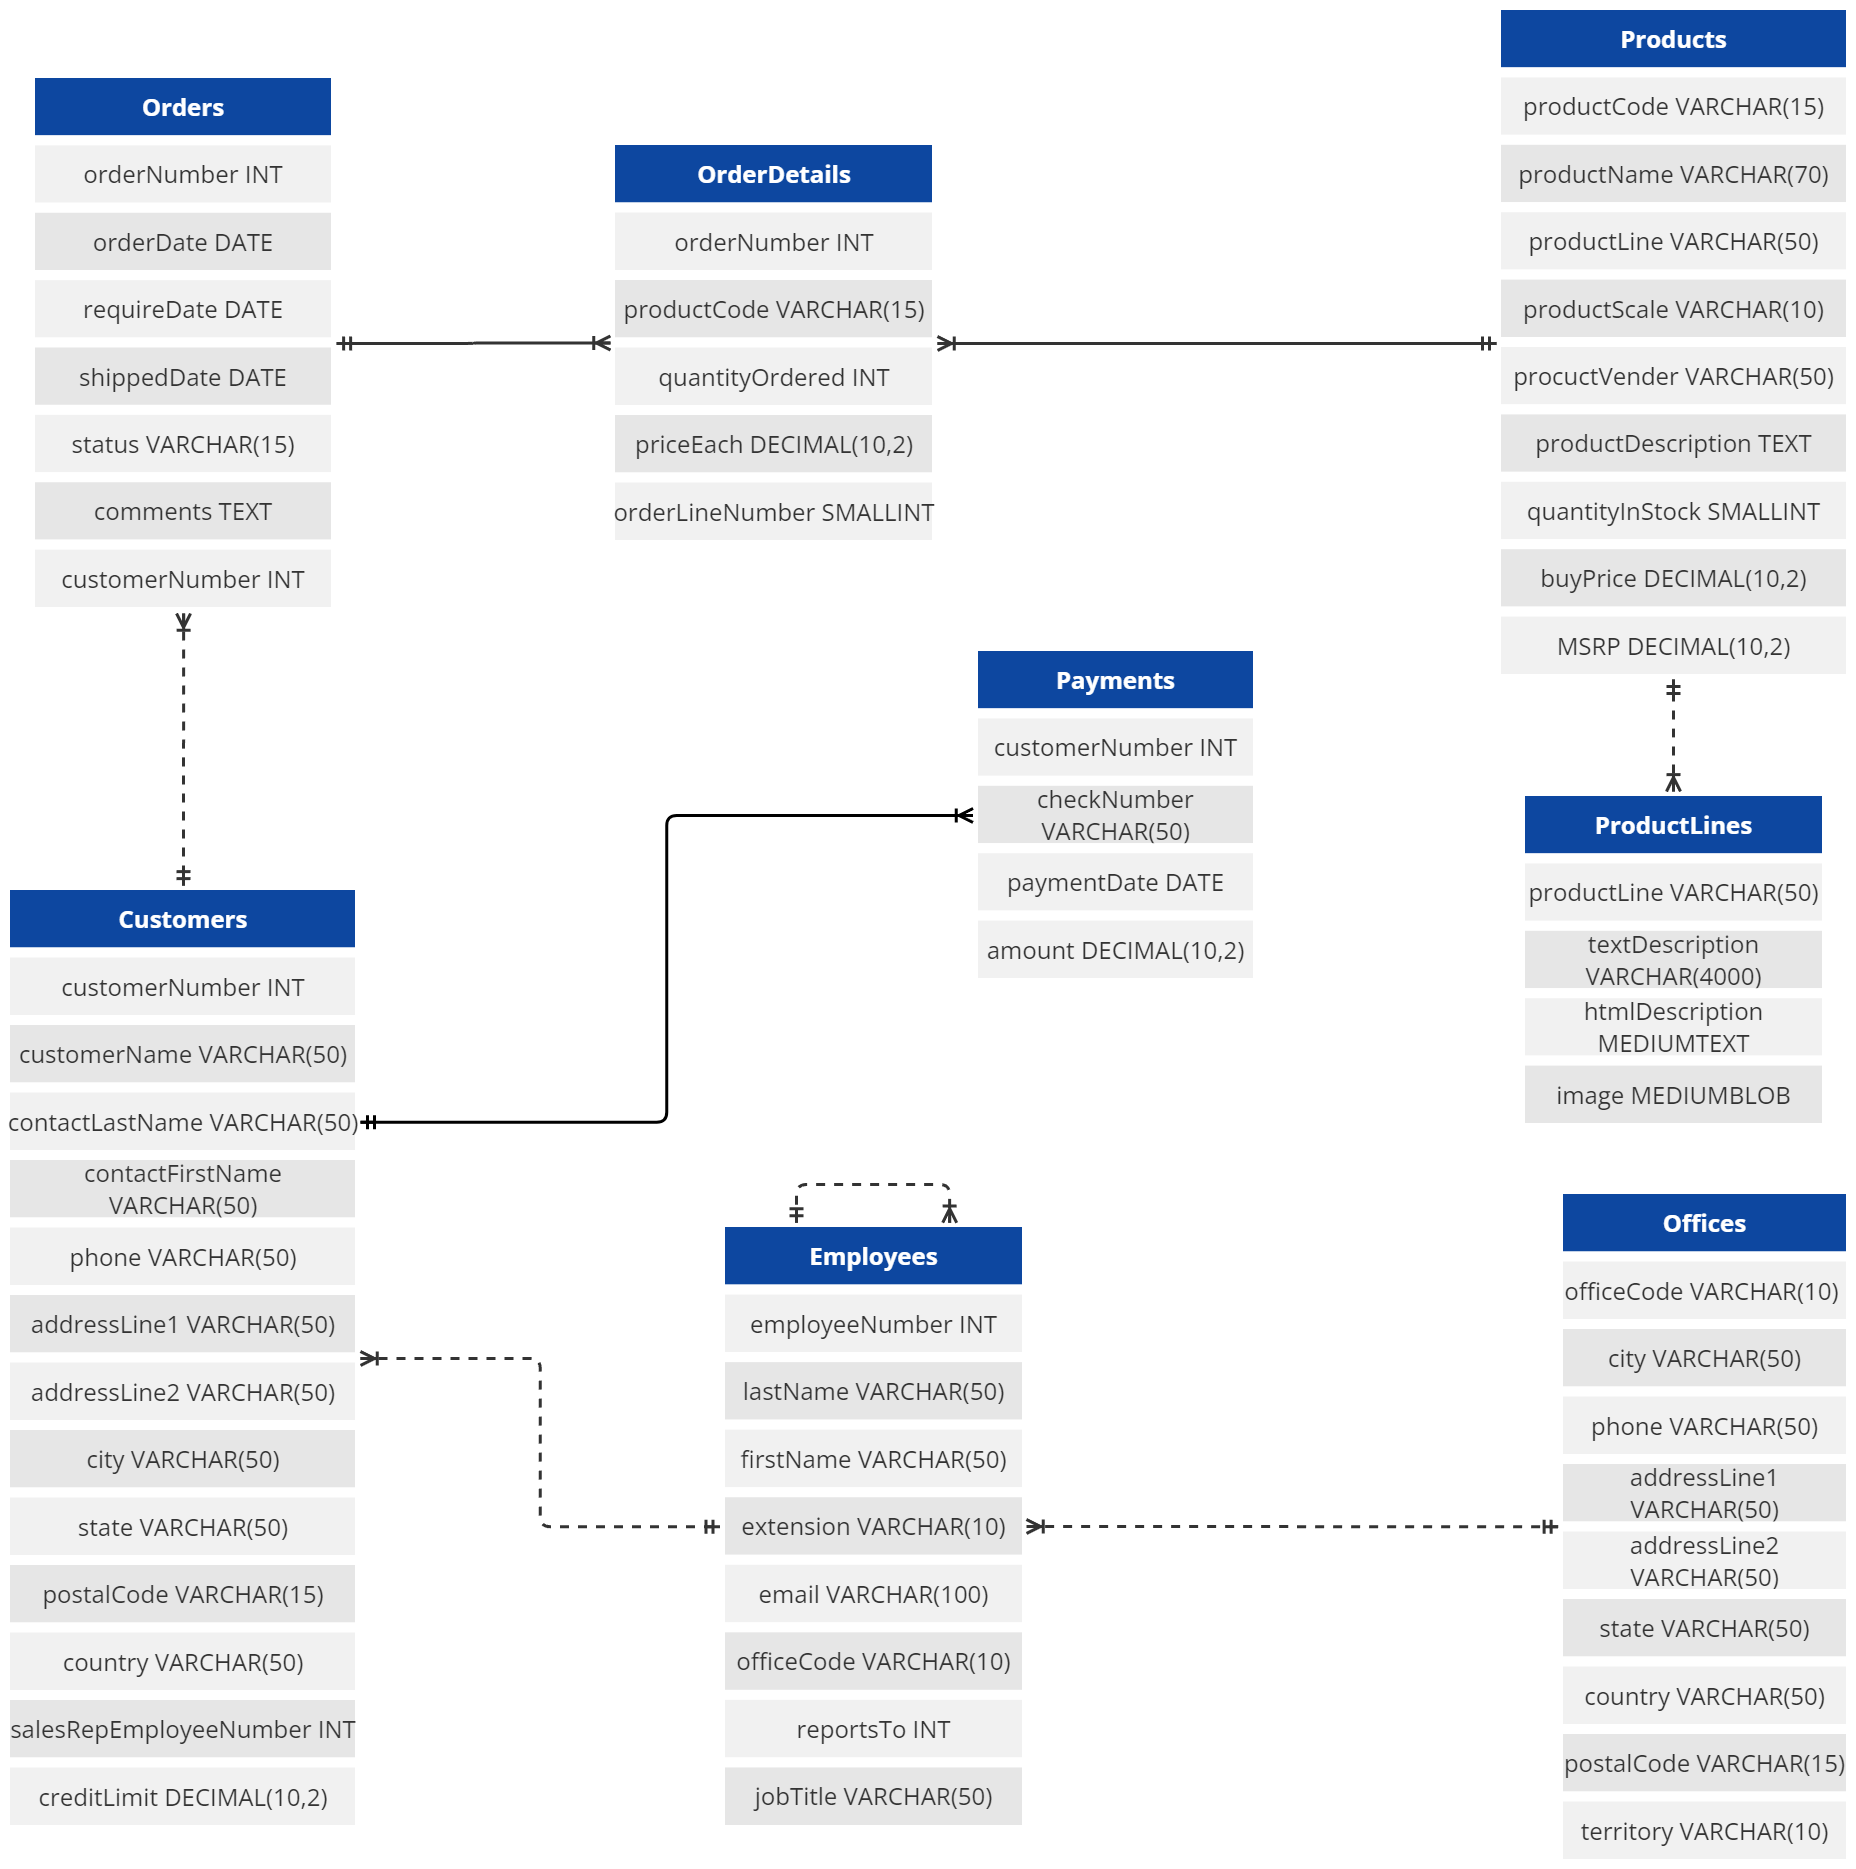 Orders
orderNumber INT
orderDate DATE
requireDate DATE
shippedDate DATE
status VARCHAR(15)
comments TEXT
customerNumber INT
OrderDetails
orderNumber INT
productCode VARCHAR(15)
quantityOrdered INT
priceEach DECIMAL(10,2)
orderLineNumber SMALLINT
Products
productCode VARCHAR(15)
productName VARCHAR(70)
productLine VARCHAR(50)
productScale VARCHAR(10)
procuctVender VARCHAR(50)
productDescription TEXT
quantityInStock SMALLINT
buyPrice DECIMAL(10,2)
MSRP DECIMAL(10,2)
Payments
customerNumber INT
checkNumber
VARCHAR(50)
paymentDate DATE
amount DECIMAL(10,2)
ProductLines
productLine VARCHAR(50)
textDescription
VARCHAR(4000)
htmlDescription
MEDIUMTEXT
image MEDIUMBLOB
Customers
customerNumber INT
customerName VARCHAR(50)
contactLastName VARCHAR(50)
contactFirstName
VARCHAR(50)
phone VARCHAR(50)
addressLine1 VARCHAR(50)
addressLine2 VARCHAR(50)
city VARCHAR(50)
state VARCHAR(50)
postalCode VARCHAR(15)
country VARCHAR(50)
salesRepEmployeeNumber INT
creditLimit DECIMAL(10,2)
Employees
employeeNumber INT
lastName VARCHAR(50)
firstName VARCHAR(50)
extension VARCHAR(10)
email VARCHAR(100)
officeCode VARCHAR(10)
reportsTo INT
jobTitle VARCHAR(50)
Offices
officeCode VARCHAR(10)
city VARCHAR(50)
phone VARCHAR(50)
addressLine1
VARCHAR(50)
addressLine2
VARCHAR(50)
state VARCHAR(50)
country VARCHAR(50)
postalCode VARCHAR(15)
territory VARCHAR(10)